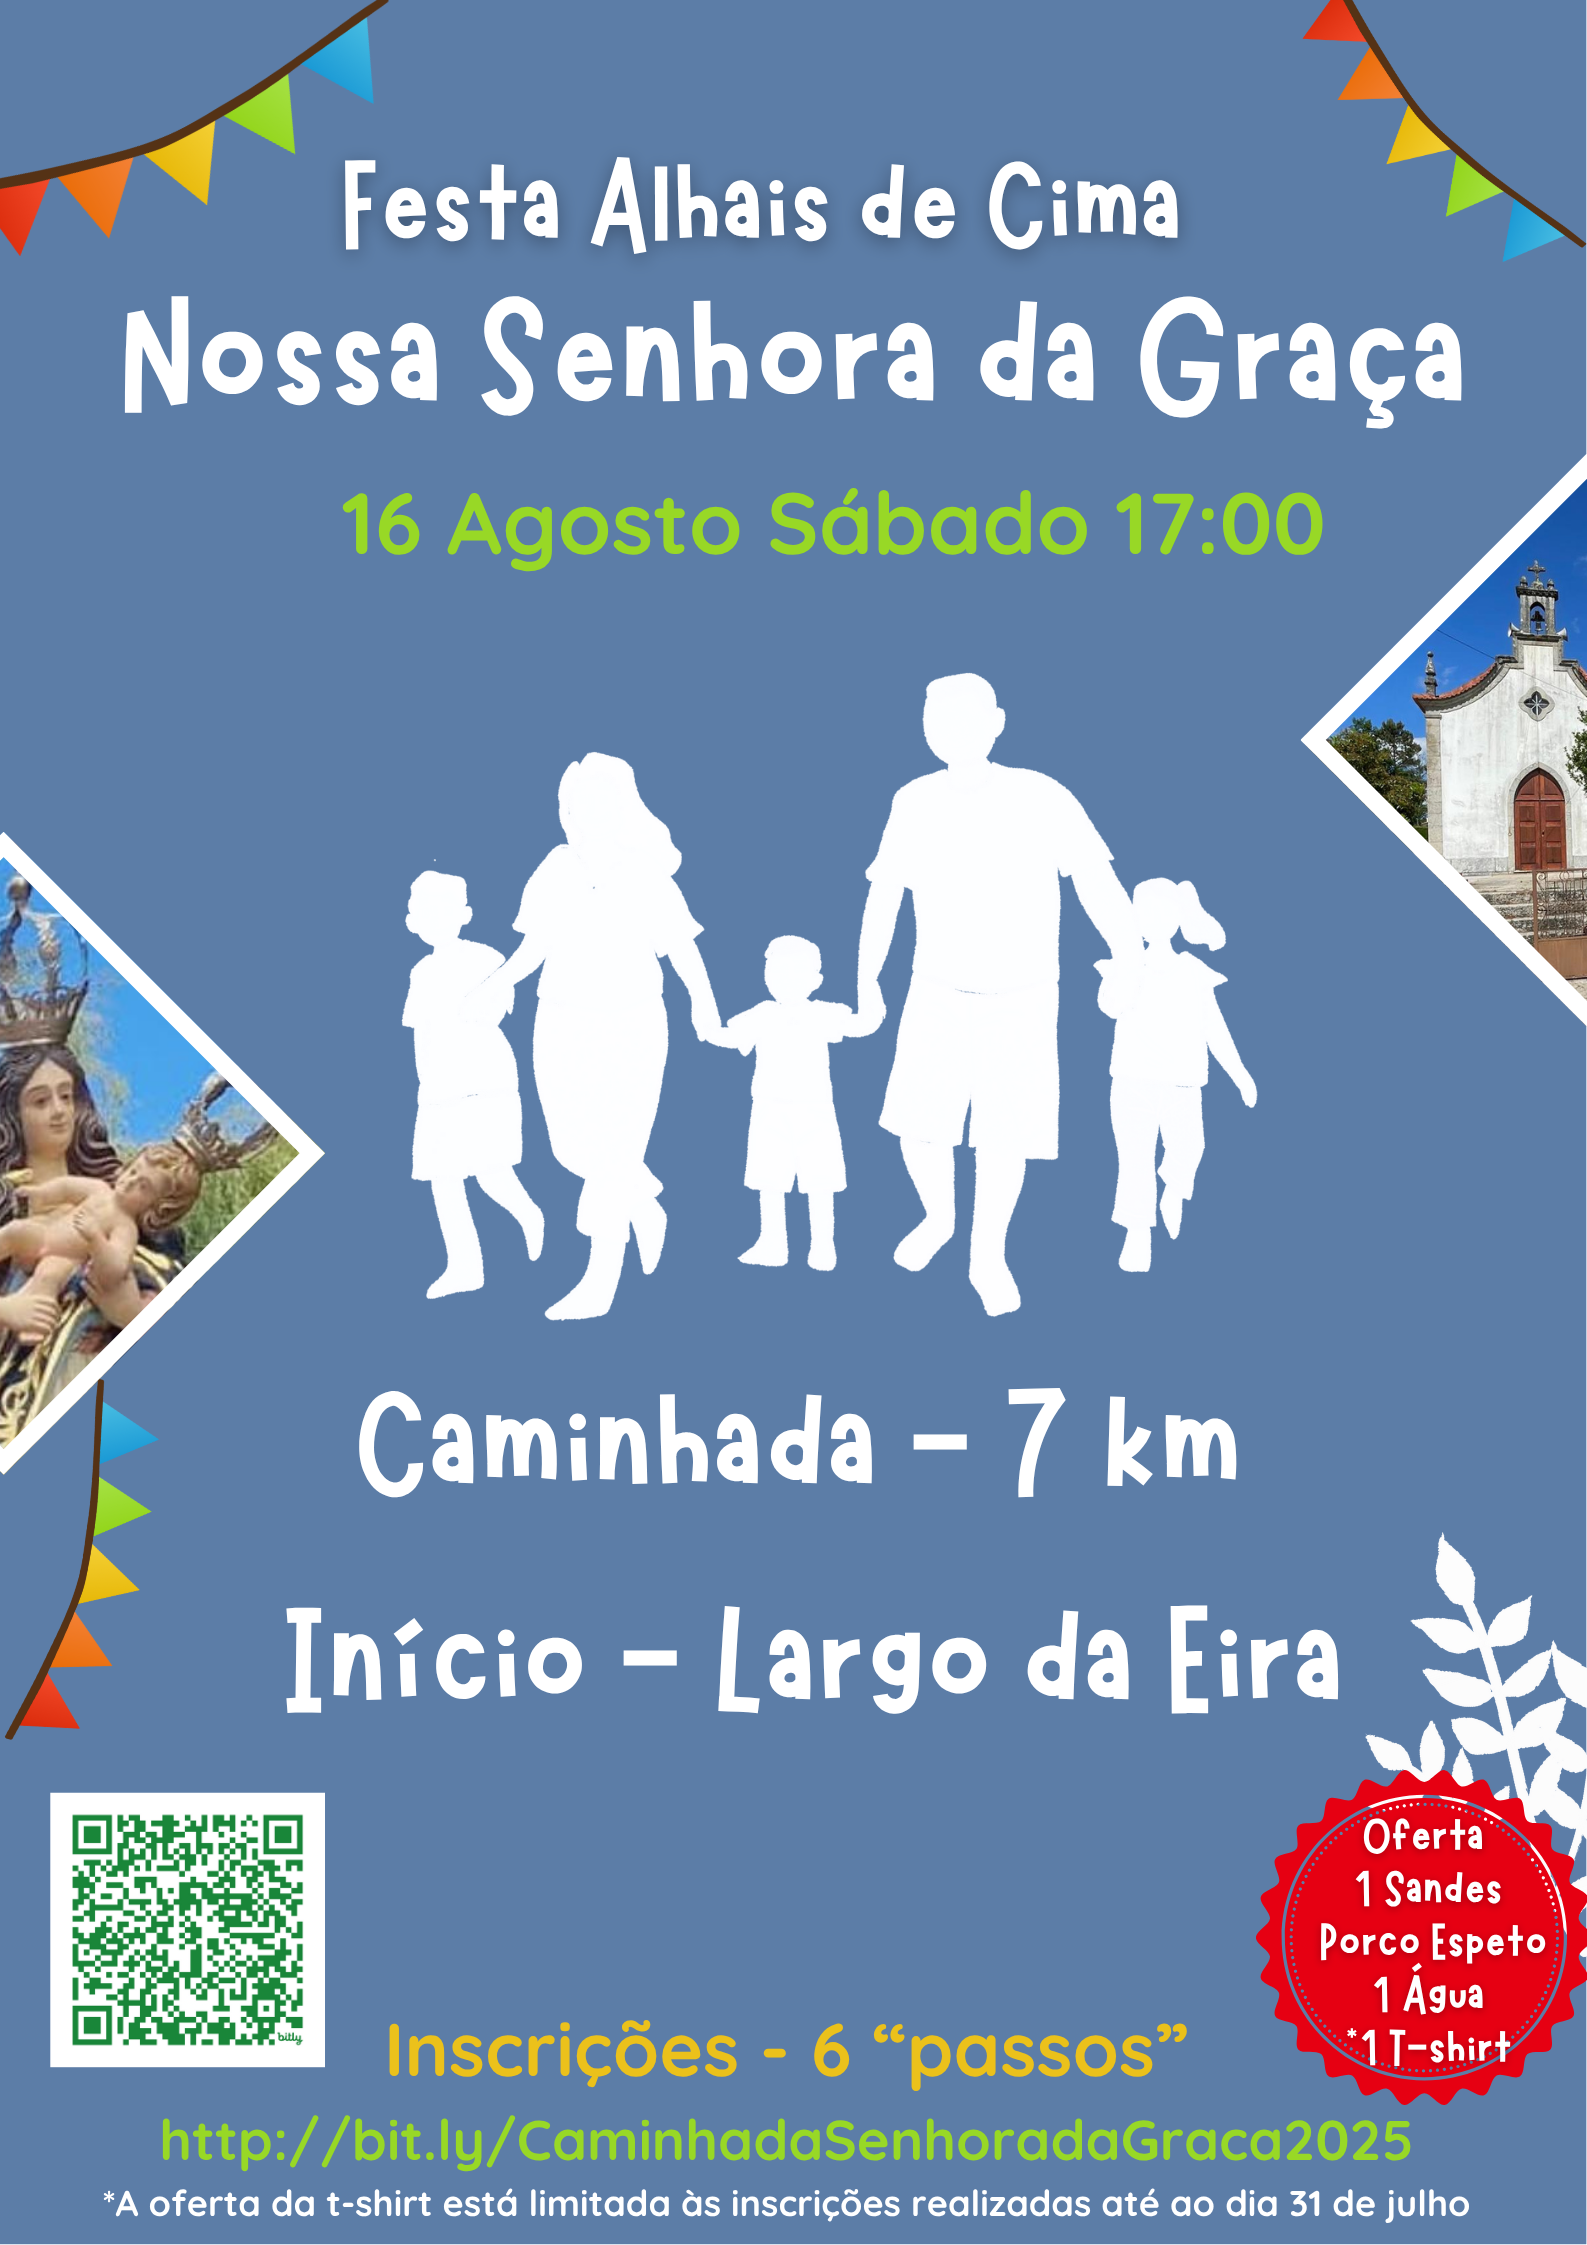 Festa Alhais de Cima
Nossa Senhora da Graça
16 Agosto Sábado 17:00
Caminhada - 7 km
Início - Largo da Eira
Oferta
1 Sandes
Porco Espeto
1 Água
*1 T-shirt
bitly
Inscrições - 6 “passos”
http://bit.ly/CaminhadaSenhoradaGraca2025
*A oferta da t-shirt está limitada às inscrições realizadas até ao dia 31 de julho